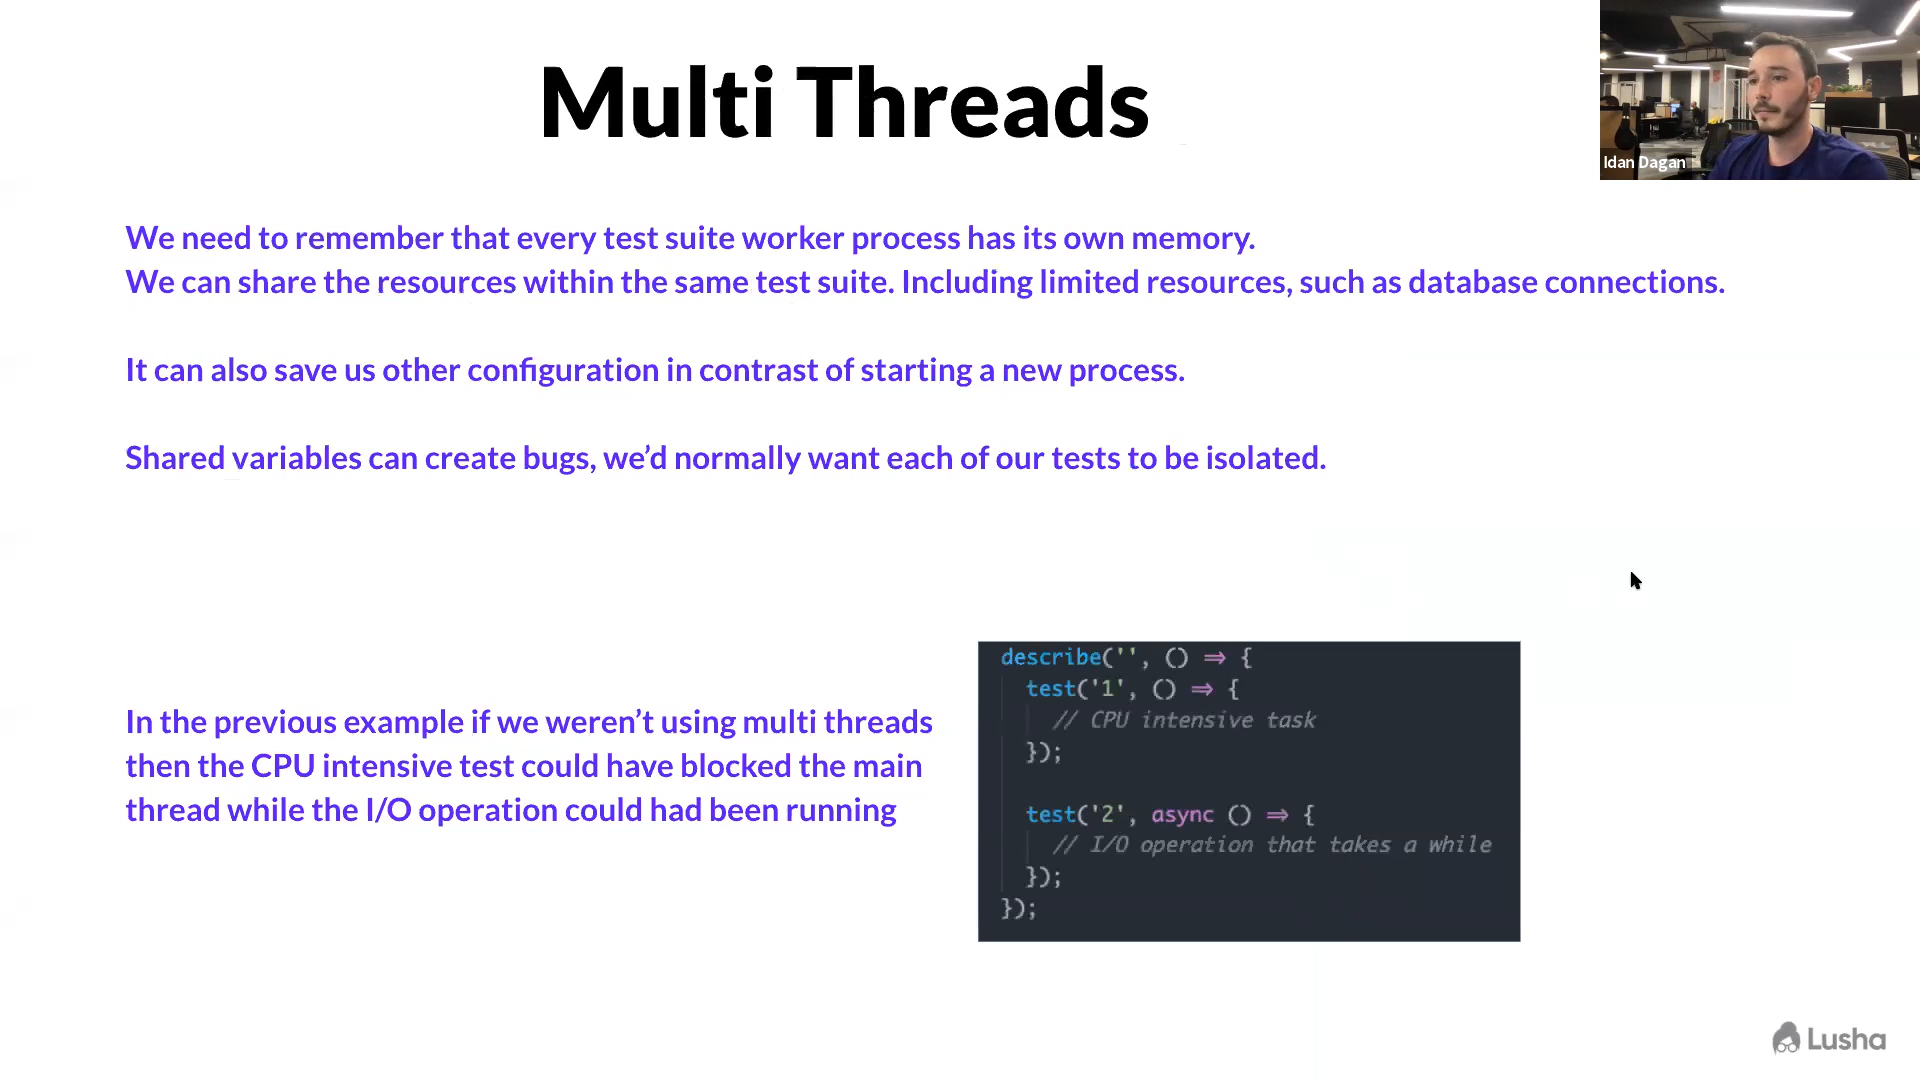 Multi Threads
Idan Dagan
We need to remember that every test suite worker process has its own memory.
We can share the resources within the same test suite. Including limited resources, such as database connections.
It can also save us other configuration in contrast of starting a new process.
Shared variables can create bugs, we’d normally want each of our tests to be isolated.
In the previous example if we weren’t using multi threads
then the CPU intensive test could have blocked the main
thread while the I/O operation could had been running
describe('', () ⇒ {
test('1', () ⇒ {
// CPU intensive task
});
test('2', async () ⇒ {
// I/O operation that takes a while
});
});
Lusha